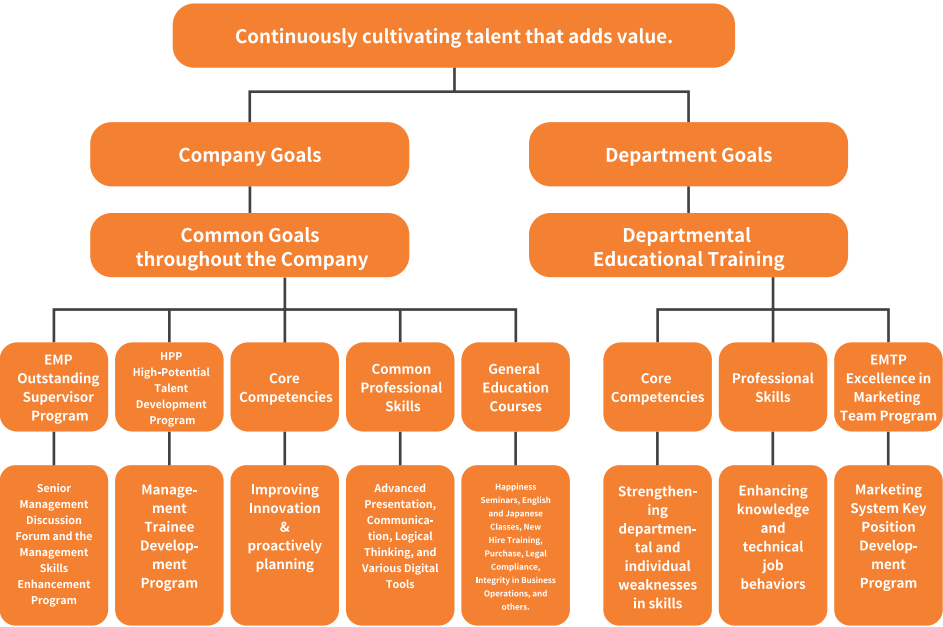 Continuously cultivating talent that adds value.
Company Goals
Department Goals
Common Goals
throughout the Company
Departmental
Educational Training
EMP
Outstanding
Supervisor
Program
HPP
High-Potential
Talent
Development
Program
Core
Competencies
Common
Professional
Skills
General
Education
Courses
Core
Competencies
Professional
Skills
EMTP
Excellence in
Marketing
Team Program
Senior
Management
Discussion
Forum and the
Management
Skills
Enhancement
Program
Manage-
ment
Trainee
Develop-
ment
Program
Improving
Innovation
&
proactively
planning
Advanced
Presentation,
Communica-
tion, Logical
Thinking, and
Various Digital
Tools
Happiness
Seminars, English
and Japanese
Classes, New
Hire Training,
Purchase, Legal
Compliance,
Integrity in Business
Operations, and
others.
Strengthen-
ing
departmen-
tal and
individual
weaknesses
in skills
Enhancing
knowledge
and
technical
job
behaviors
Marketing
System Key
Position
Develop-
ment
Program